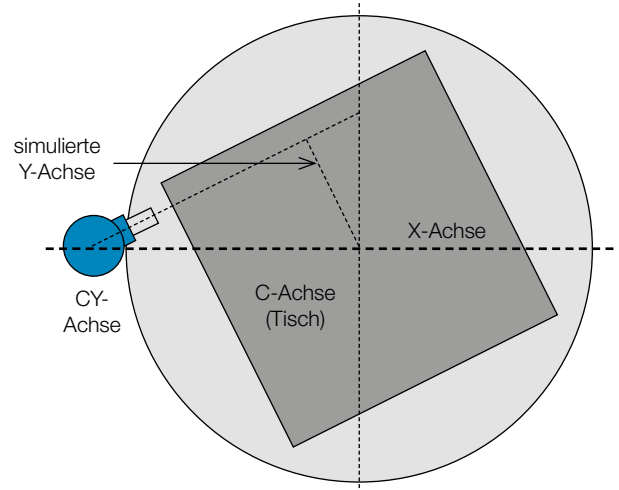 simulierte
Y-Achse
X-Achse
CY-
Achse
C-Achse
(Tisch)